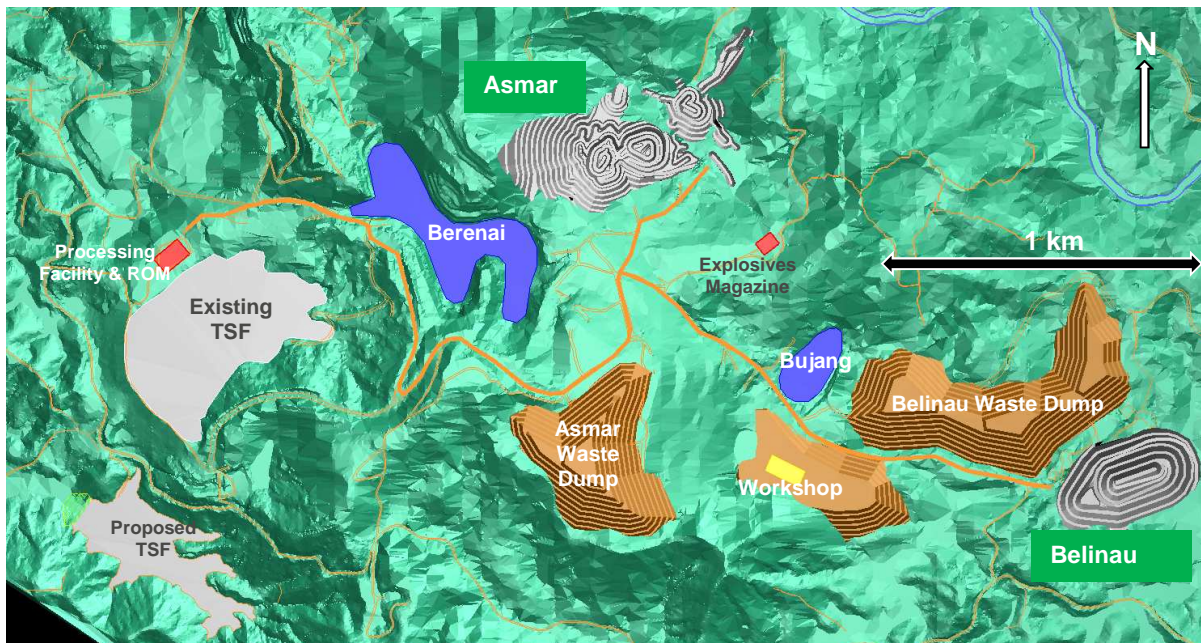 N
Asmar
Berenai
1 km
Processing
Facility & ROM
Explosives
Magazine
Existing
TSF
Bujang
Belinau Waste Dump
Asmar
Waste
Dump
Workshop
Proposed
TSF
Belinau